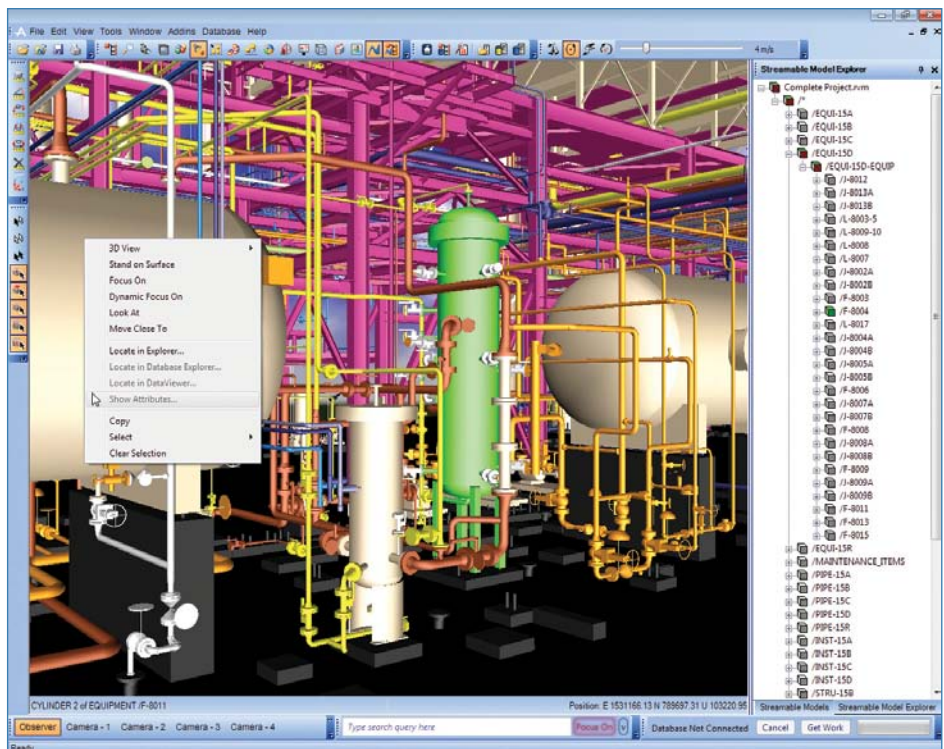 File Edit View Tools Window Addins Database Help
4 m/s
Streamable Model Explorer
Complete Project.rvm
/*
/EQUI-15A
/EQUI-15B
/EQUI-15C
/EQUI-15D
/EQUI-15D-EQUIP
/J-8012
/J-8013A
/J-8013B
/L-8003-5
/L-8009-10
/L-8008
/L-8007
/J-8002A
/J-8002B
/F-8003
/F-8004
/L-8017
/J-8004A
/J-8004B
/J-8005A
/J-8005B
/F-8006
/J-8007A
/J-8007B
/F-8008
/J-8008A
/J-8008B
/F-8009
/J-8009A
/J-8009B
/F-8011
/F-8013
/F-8015
/EQUI-15R
/MAINTENANCE_ITEMS
/PIPE-15A
/PIPE-15B
/PIPE-15C
/PIPE-15D
/PIPE-15R
/INST-15A
/INST-15B
/INST-15C
/INST-15D
/STRU-15B
3D View
Stand on Surface
Focus On
Dynamic Focus On
Look At
Move Close To
Locate in Explorer...
Locate in Database Explorer...
Locate in DataViewer...
Show Attributes...
Copy
Select
Clear Selection
CYLINDER 2 of EQUIPMENT /F-8011
Position: E 1531166.13 N 789697.31 U 103220.95
Streamable Models Streamable Model Explorer
Observer Camera - 1 Camera - 2 Camera - 3 Camera - 4
Type search query here
Focus On
Database Not Connected
Cancel
Get Work
Ready